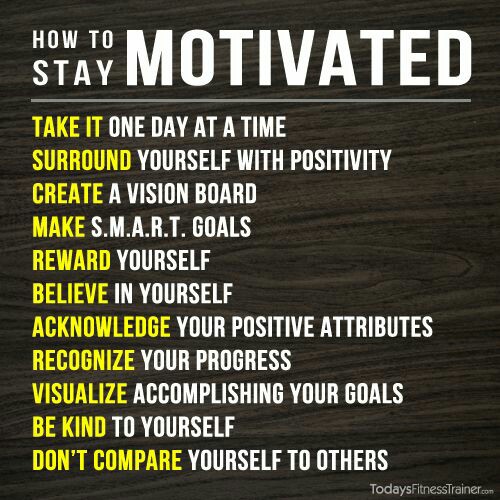 HOW TO
STAY MOTIVATED
TAKE IT ONE DAY AT A TIME
SURROUND YOURSELF WITH POSITIVITY
CREATE A VISION BOARD
MAKE S.M.A.R.T. GOALS
REWARD YOURSELF
BELIEVE IN YOURSELF
ACKNOWLEDGE YOUR POSITIVE ATTRIBUTES
RECOGNIZE YOUR PROGRESS
VISUALIZE ACCOMPLISHING YOUR GOALS
BE KIND TO YOURSELF
DON'T COMPARE YOURSELF TO OTHERS
TodaysFitnessTrainer.com